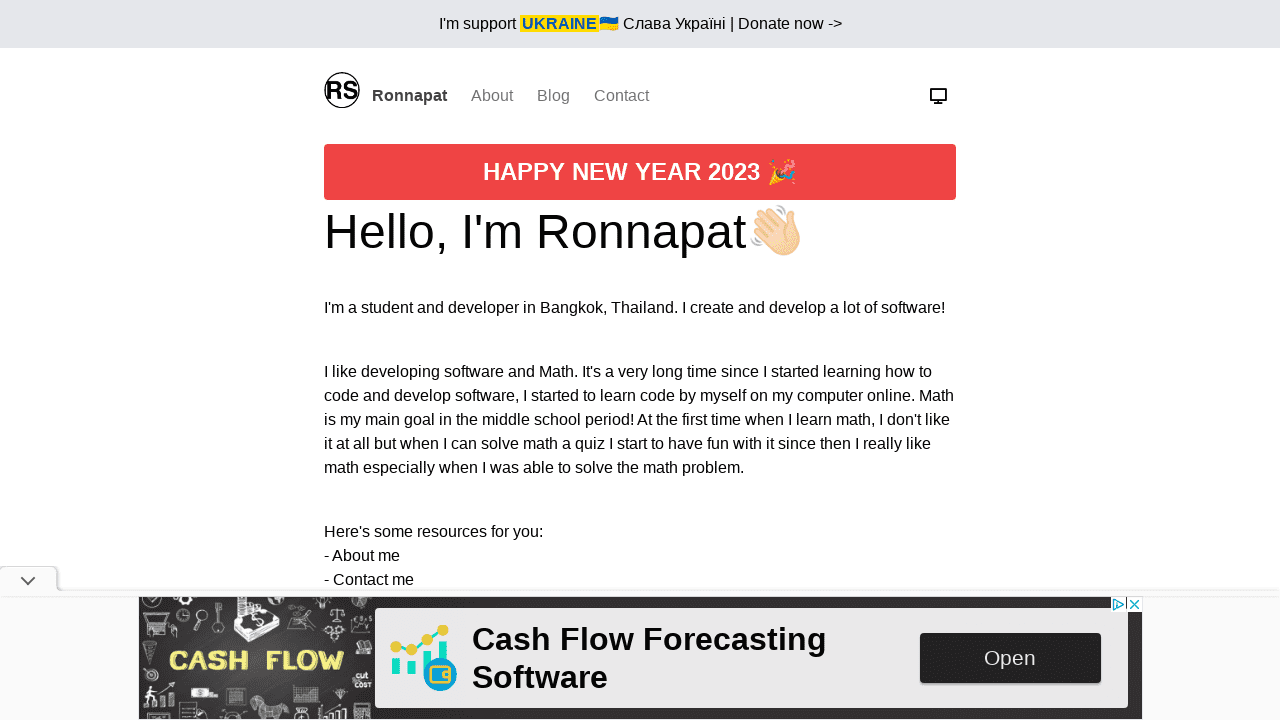 I'm support UKRAINE🇺🇦 Слава Україні | Donate now ->
RS Ronnapat About Blog Contact
HAPPY NEW YEAR 2023 🎉
Hello, I'm Ronnapat👋🏻
I'm a student and developer in Bangkok, Thailand. I create and develop a lot of software!
I like developing software and Math. It's a very long time since I started learning how to
code and develop software, I started to learn code by myself on my computer online. Math
is my main goal in the middle school period! At the first time when I learn math, I don't like
it at all but when I can solve math a quiz I start to have fun with it since then I really like
math especially when I was able to solve the math problem.
Here's some resources for you:
- About me
- Contact me
CASH FLOW
cut
COST
Cash Flow Forecasting
Software
Open